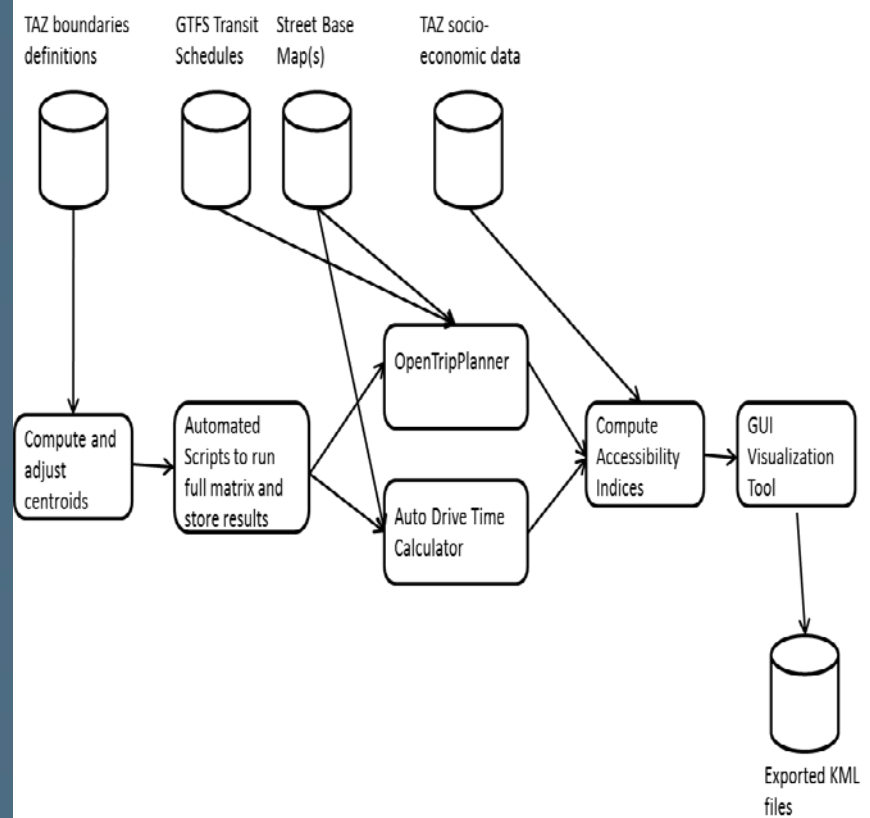 TAZ boundaries
definitions
GTFS Transit
Schedules
Street Base
Map(s)
TAZ socio-
economic data
OpenTripPlanner
Compute and
adjust
centroids
Automated
Scripts to run
full matrix and
store results
Auto Drive Time
Calculator
Compute
Accessibility
Indices
GUI
Visualization
Tool
Exported KML
files